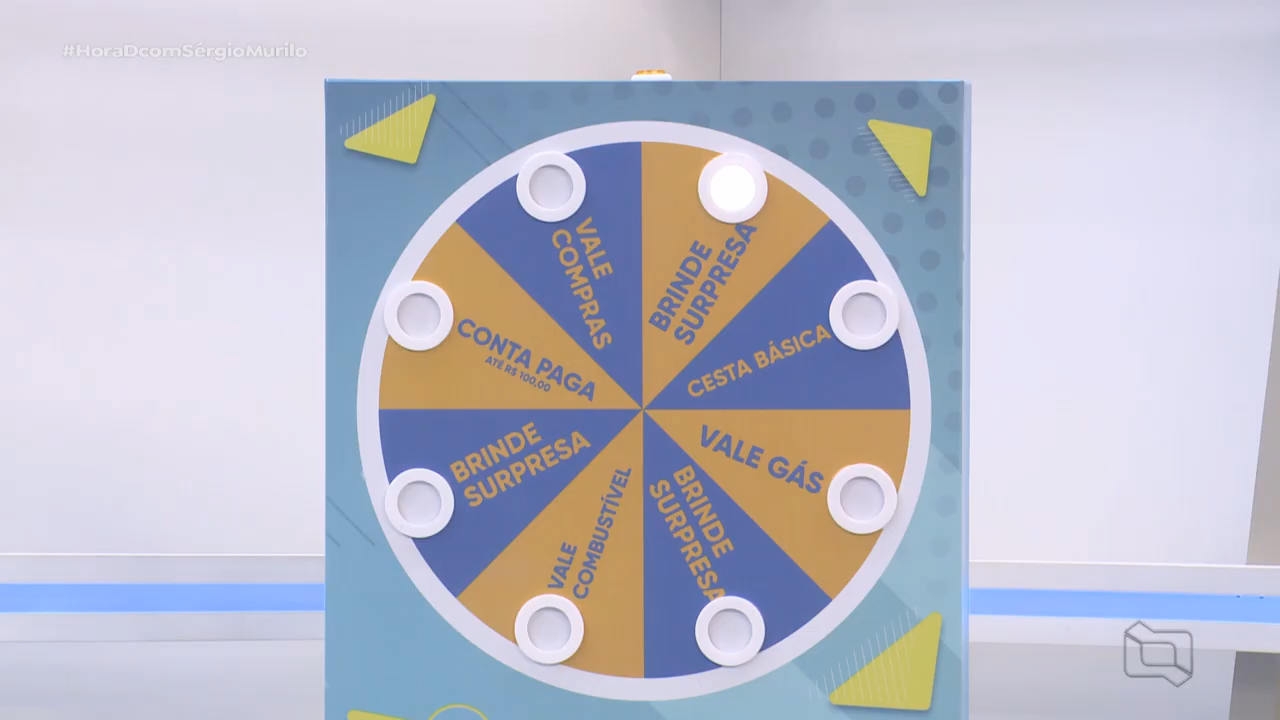 #HoraDcomSérgioMurilo
VALE
COMPRAS
BRINDE
SURPRESA
CONTA PAGA
ATÉ R$ 100,00
CESTA BÁSICA
BRINDE
SURPRESA
VALE GÁS
VALE
COMBUSTÍVEL
BRINDE
SURPRESA